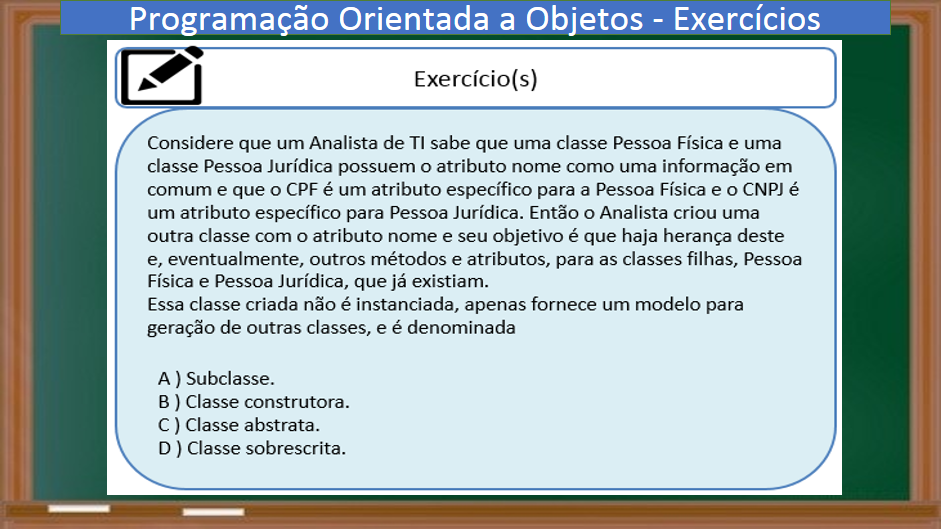 Programação Orientada a Objetos - Exercícios
Exercício(s)
Considere que um Analista de TI sabe que uma classe Pessoa Física e uma
classe Pessoa Jurídica possuem o atributo nome como uma informação em
comum e que o CPF é um atributo específico para a Pessoa Física e o CNPJ é
um atributo específico para Pessoa Jurídica. Então o Analista criou uma
outra classe com o atributo nome e seu objetivo é que haja herança deste
e, eventualmente, outros métodos e atributos, para as classes filhas, Pessoa
Física e Pessoa Jurídica, que já existiam.
Essa classe criada não é instanciada, apenas fornece um modelo para
geração de outras classes, e é denominada
A ) Subclasse.
B ) Classe construtora.
C ) Classe abstrata.
D ) Classe sobrescrita.